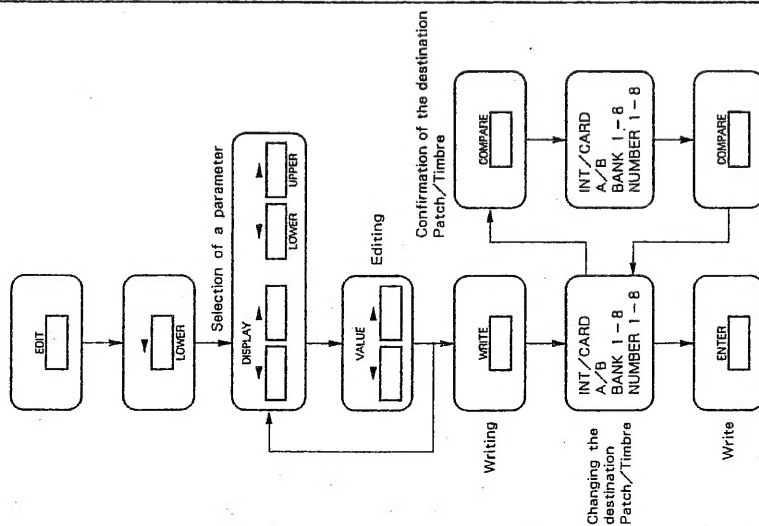 EDIT
LOWER
Selection of a parameter
DISPLAY
LOWER
UPPER
VALUE
Editing
Writing
WRITE
Changing the
destination
Patch/Timbre
INT/CARD
A/B
BANK 1-8
NUMBER 1-8
Write
ENTER
Confirmation of the destination
Patch/Timbre
COMPARE
INT/CARD
A/B
BANK 1-8
NUMBER 1-8
COMPARE